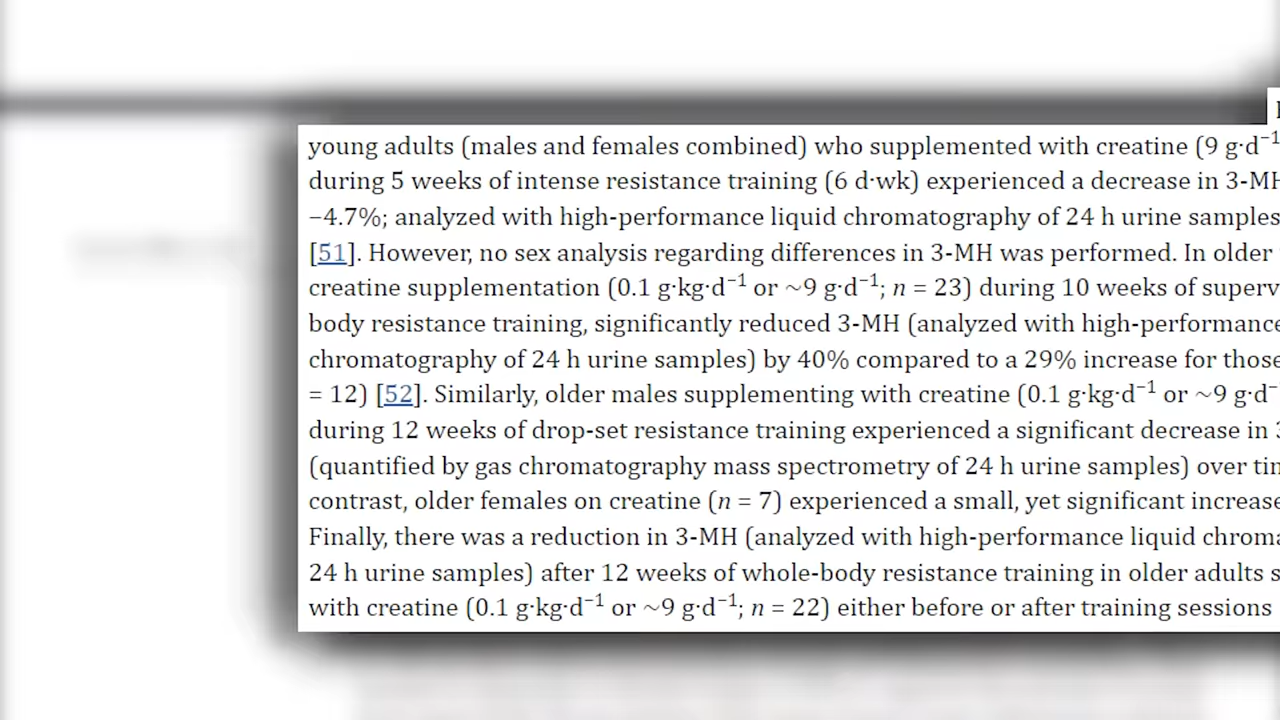 young adults (males and females combined) who supplemented with creatine (9 g·d⁻¹
during 5 weeks of intense resistance training (6 d·wk) experienced a decrease in 3-MH
−4.7%; analyzed with high-performance liquid chromatography of 24 h urine samples
[51]. However, no sex analysis regarding differences in 3-MH was performed. In older
creatine supplementation (0.1 g·kg·d⁻¹ or ~9 g·d⁻¹; n = 23) during 10 weeks of superv
body resistance training, significantly reduced 3-MH (analyzed with high-performance
chromatography of 24 h urine samples) by 40% compared to a 29% increase for those
= 12) [52]. Similarly, older males supplementing with creatine (0.1 g·kg·d⁻¹ or ~9 g·d⁻
during 12 weeks of drop-set resistance training experienced a significant decrease in 3
(quantified by gas chromatography mass spectrometry of 24 h urine samples) over tim
contrast, older females on creatine (n = 7) experienced a small, yet significant increase
Finally, there was a reduction in 3-MH (analyzed with high-performance liquid chroma
24 h urine samples) after 12 weeks of whole-body resistance training in older adults s
with creatine (0.1 g·kg·d⁻¹ or ~9 g·d⁻¹; n = 22) either before or after training sessions